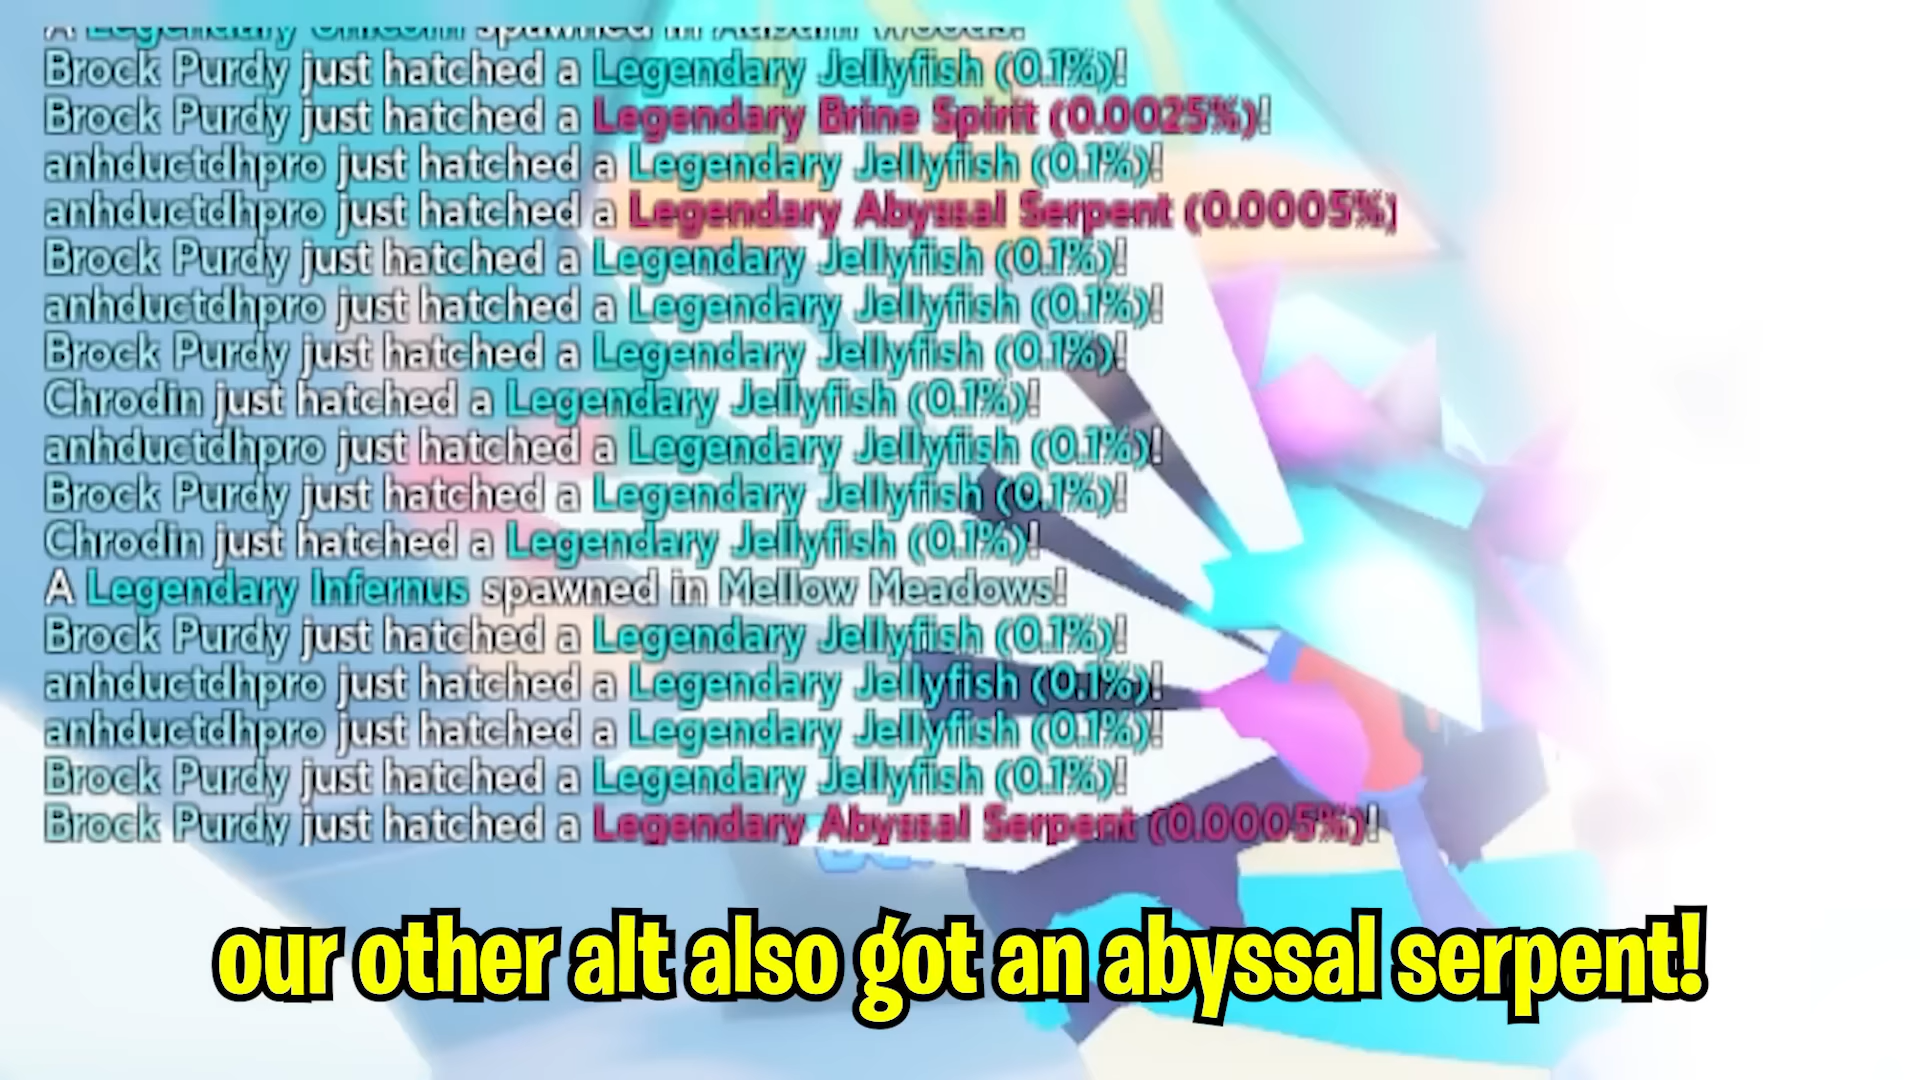 A Legendary Unicorn spawned in Auburn Woods!
Brock Purdy just hatched a Legendary Jellyfish (0.1%)!
Brock Purdy just hatched a Legendary Brine Spirit (0.0025%)!
anhductdhpro just hatched a Legendary Jellyfish (0.1%)!
anhductdhpro just hatched a Legendary Abyssal Serpent (0.0005%)
Brock Purdy just hatched a Legendary Jellyfish (0.1%)!
anhductdhpro just hatched a Legendary Jellyfish (0.1%)!
Brock Purdy just hatched a Legendary Jellyfish (0.1%)!
Chrodin just hatched a Legendary Jellyfish (0.1%)!
anhductdhpro just hatched a Legendary Jellyfish (0.1%)!
Brock Purdy just hatched a Legendary Jellyfish (0.1%)!
Chrodin just hatched a Legendary Jellyfish (0.1%)!
A Legendary Infernus spawned in Mellow Meadows!
Brock Purdy just hatched a Legendary Jellyfish (0.1%)!
anhductdhpro just hatched a Legendary Jellyfish (0.1%)!
anhductdhpro just hatched a Legendary Jellyfish (0.1%)!
Brock Purdy just hatched a Legendary Jellyfish (0.1%)!
Brock Purdy just hatched a Legendary Abyssal Serpent (0.0005%)!
our other alt also got an abyssal serpent!